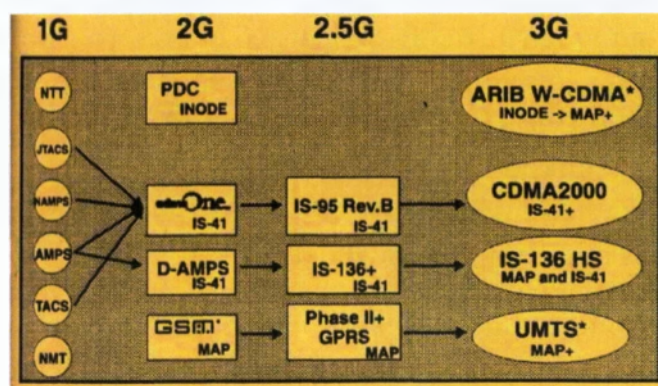 1G 2G 2.5G 3G
NTT
PDC
INODE
ARIB W-CDMA*
INODE -> MAP+
JTACS
NAMPS
cdmaOne™
IS-41
IS-95 Rev.B
IS-41
CDMA2000
IS-41+
AMPS
D-AMPS
IS-41
IS-136+
IS-41
IS-136 HS
MAP and IS-41
TACS
GSM
MAP
Phase II+
GPRS
MAP
UMTS*
MAP+
NMT